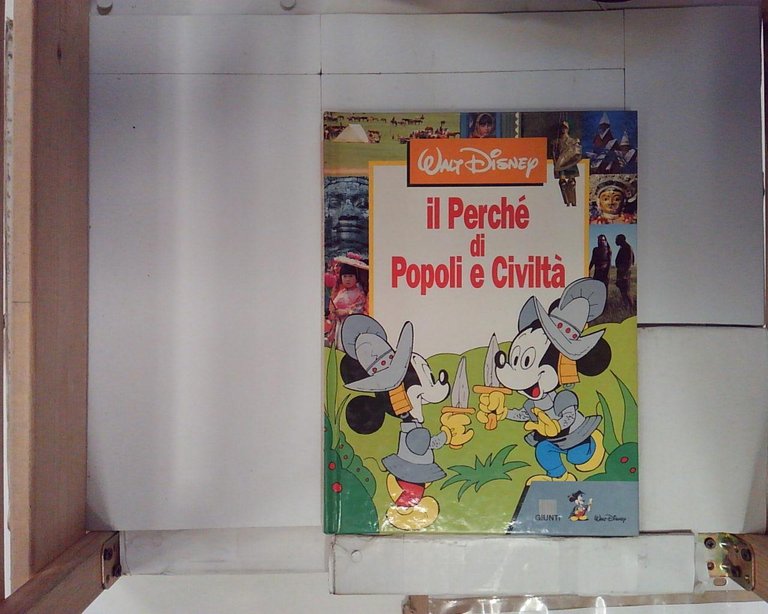 WALT DISNEY
il Perché
di
Popoli e Civiltà
GIUNTI
WALT DISNEY